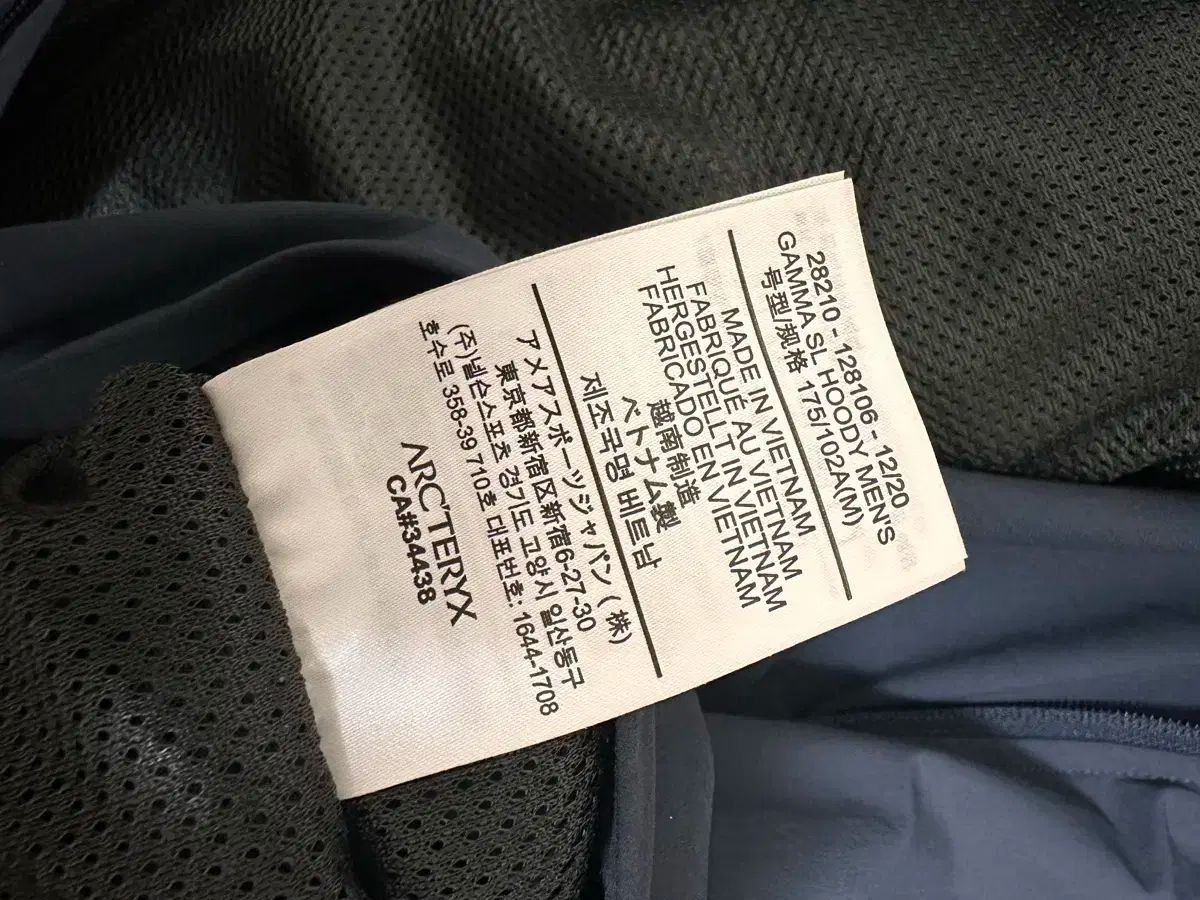 28210 - 128106 - 12/20
GAMMA SL HOODY MEN'S
号型/规格 175/102A(M)
MADE IN VIETNAM
FABRIQUÉ AU VIETNAM
HERGESTELLT IN VIETNAM
FABRICADO EN VIETNAM
越南制造
ベトナム製
제조국명 베트남
アメアスポーツジャパン(株)
東京都新宿区新宿6-27-30
(주)넬슨스포츠 경기도 고양시 일산동구
호수로 358-39 710호 대표번호: 1644-1708
ARC'TERYX
CA#34438